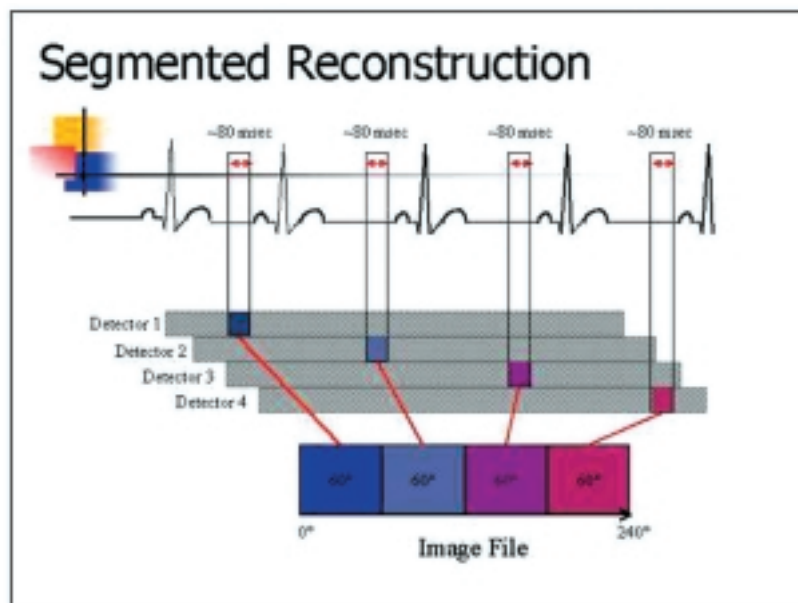 Segmented Reconstruction
~80 msec ~80 msec ~80 msec ~80 msec
Detector 1
Detector 2
Detector 3
Detector 4
60° 60° 60° 60°
0° 240°
Image File